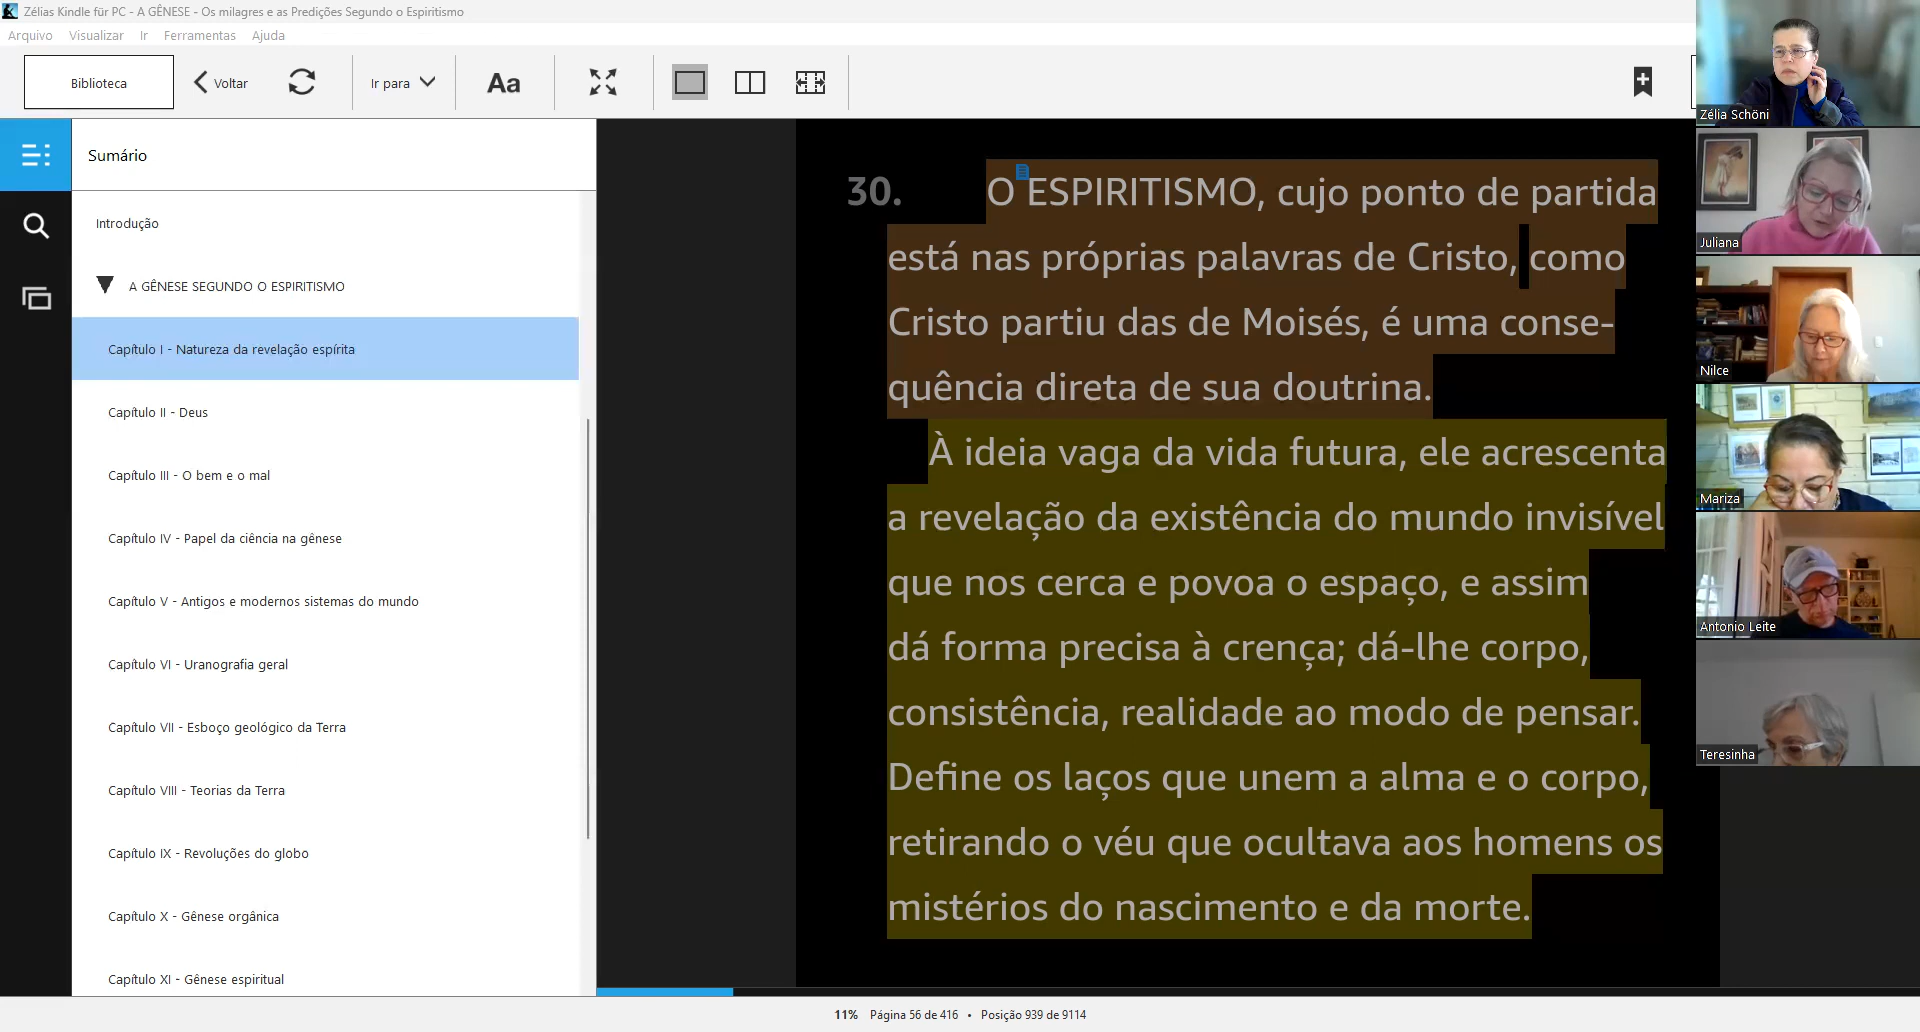 Zélias Kindle für PC - A GÊNESE - Os milagres e as Predições Segundo o Espiritismo
Arquivo Visualizar Ir Ferramentas Ajuda
Biblioteca Voltar Ir para Aa
Sumário
Introdução
A GÊNESE SEGUNDO O ESPIRITISMO
Capítulo I - Natureza da revelação espírita
Capítulo II - Deus
Capítulo III - O bem e o mal
Capítulo IV - Papel da ciência na gênese
Capítulo V - Antigos e modernos sistemas do mundo
Capítulo VI - Uranografia geral
Capítulo VII - Esboço geológico da Terra
Capítulo VIII - Teorias da Terra
Capítulo IX - Revoluções do globo
Capítulo X - Gênese orgânica
Capítulo XI - Gênese espiritual
30. O ESPIRITISMO, cujo ponto de partida
está nas próprias palavras de Cristo, como
Cristo partiu das de Moisés, é uma conse-
quência direta de sua doutrina.
À ideia vaga da vida futura, ele acrescenta
a revelação da existência do mundo invisível
que nos cerca e povoa o espaço, e assim
dá forma precisa à crença; dá-lhe corpo,
consistência, realidade ao modo de pensar.
Define os laços que unem a alma e o corpo,
retirando o véu que ocultava aos homens os
mistérios do nascimento e da morte.
11% Página 56 de 416 • Posição 939 de 9114
Zélia Schöni
Juliana
Nilce
Mariza
Antonio Leite
Teresinha